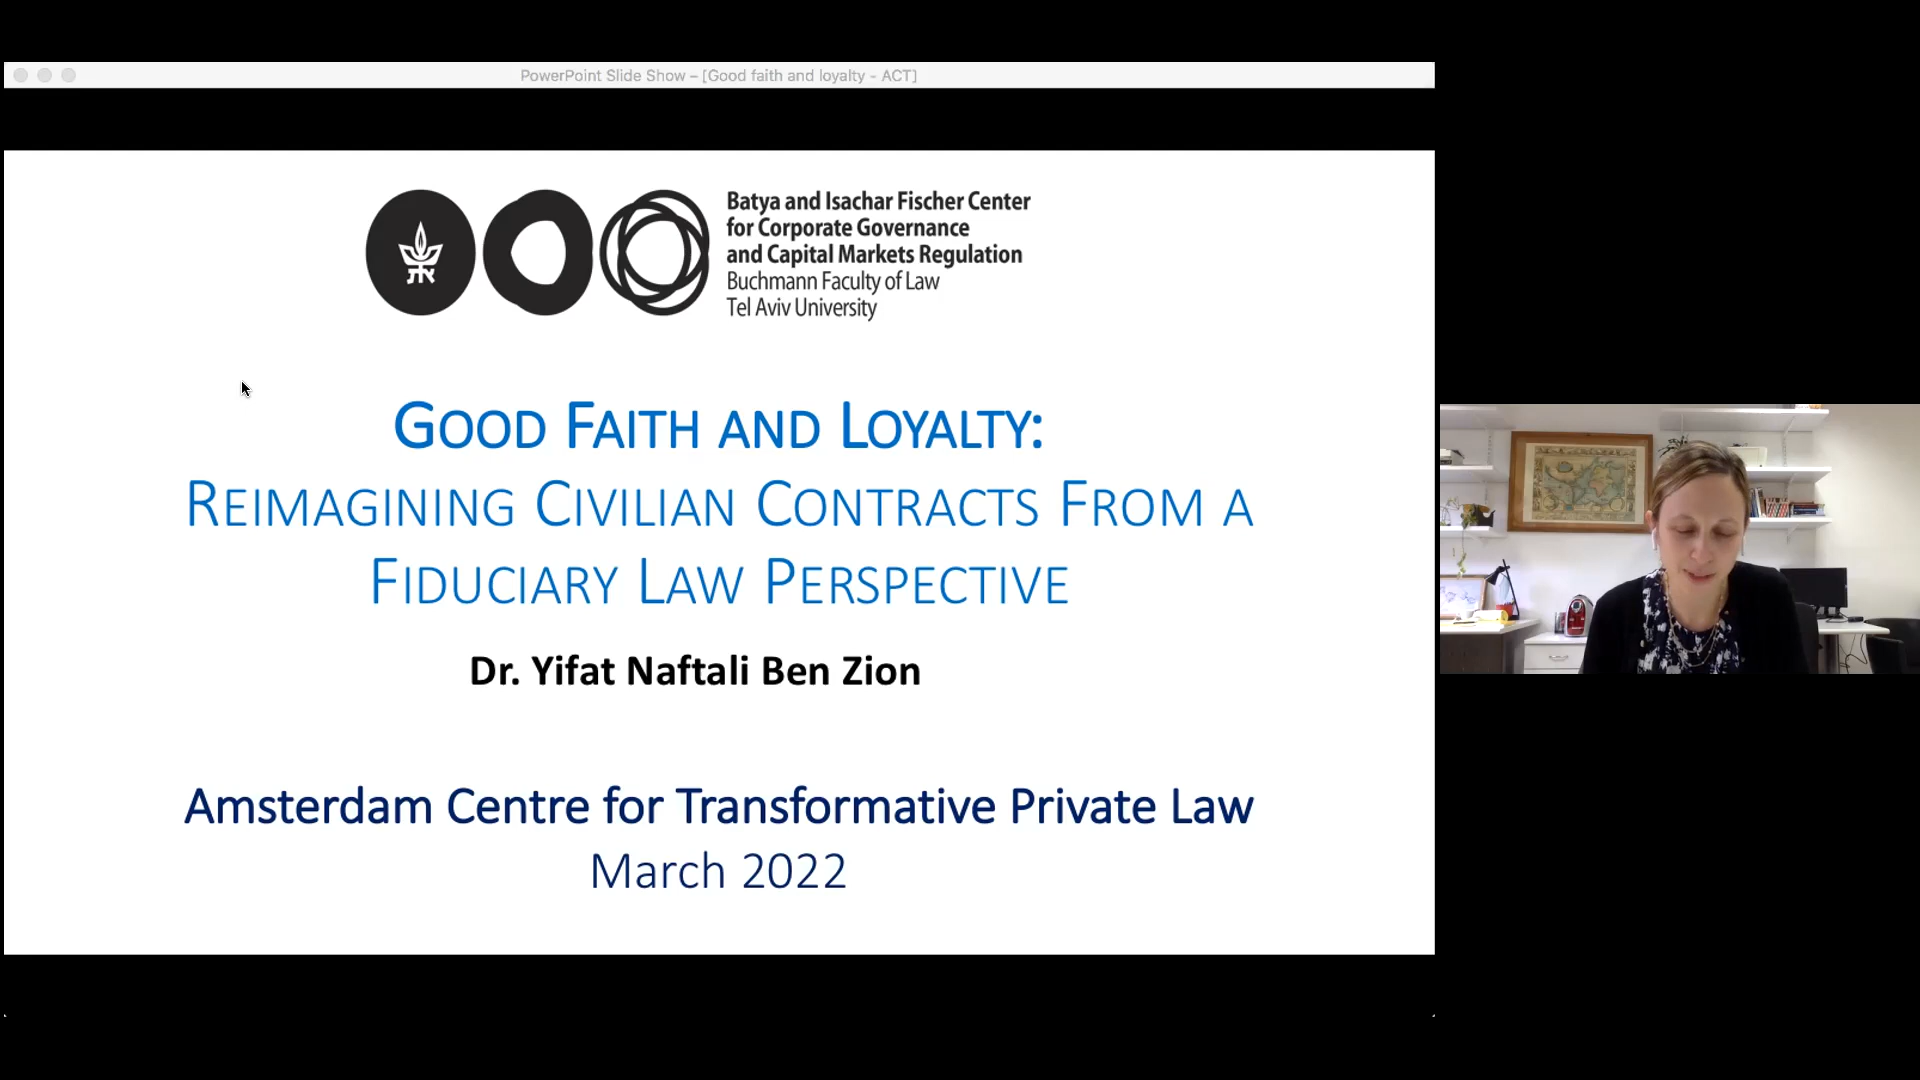 PowerPoint Slide Show – [Good faith and loyalty - ACT]
Batya and Isachar Fischer Center
for Corporate Governance
and Capital Markets Regulation
Buchmann Faculty of Law
Tel Aviv University
GOOD FAITH AND LOYALTY:
REIMAGINING CIVILIAN CONTRACTS FROM A
FIDUCIARY LAW PERSPECTIVE
Dr. Yifat Naftali Ben Zion
Amsterdam Centre for Transformative Private Law
March 2022